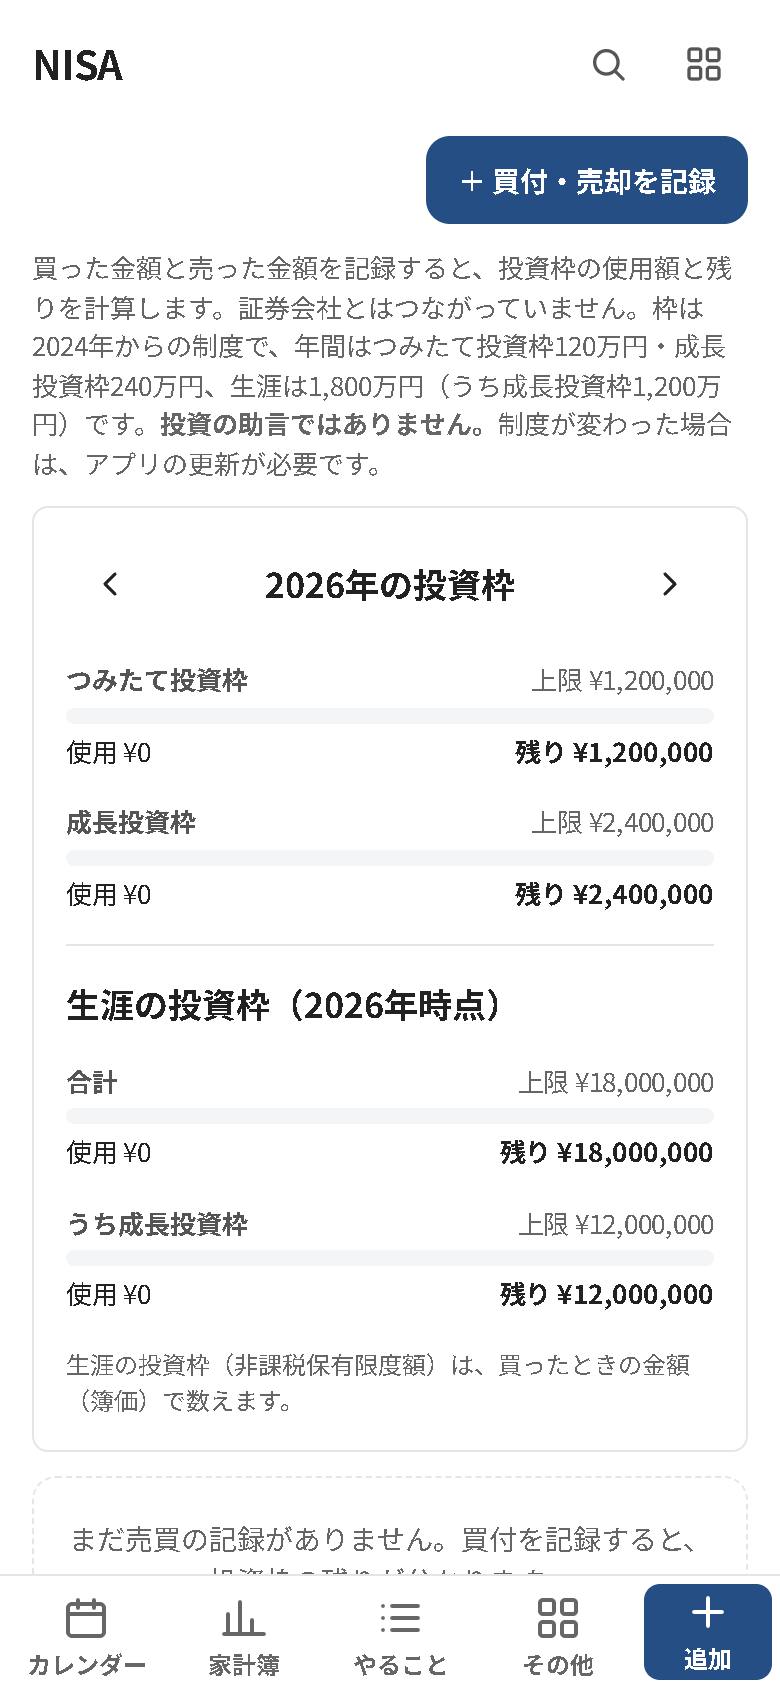 NISA
＋ 買付・売却を記録
買った金額と売った金額を記録すると、投資枠の使用額と残
りを計算します。証券会社とはつながっていません。枠は
2024年からの制度で、年間はつみたて投資枠120万円・成長
投資枠240万円、生涯は1,800万円（うち成長投資枠1,200万
円）です。投資の助言ではありません。制度が変わった場合
は、アプリの更新が必要です。
2026年の投資枠
つみたて投資枠 上限 ¥1,200,000
使用 ¥0 残り ¥1,200,000
成長投資枠 上限 ¥2,400,000
使用 ¥0 残り ¥2,400,000
生涯の投資枠（2026年時点）
合計 上限 ¥18,000,000
使用 ¥0 残り ¥18,000,000
うち成長投資枠 上限 ¥12,000,000
使用 ¥0 残り ¥12,000,000
生涯の投資枠（非課税保有限度額）は、買ったときの金額
（簿価）で数えます。
まだ売買の記録がありません。買付を記録すると、
カレンダー 家計簿 やること その他 追加